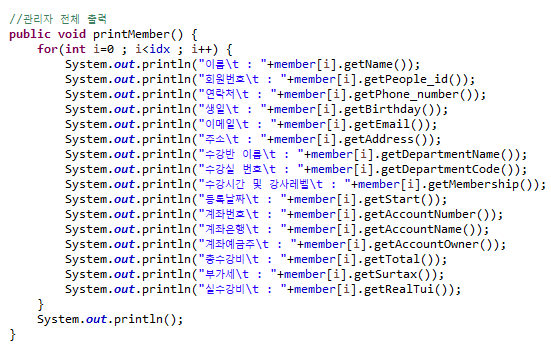 //관리자 전체 출력
public void printMember() {
for(int i=0 ; i<idx ; i++) {
System.out.println("이름\t : "+member[i].getName());
System.out.println("회원번호\t : "+member[i].getPeople_id());
System.out.println("연락처\t : "+member[i].getPhone_number());
System.out.println("생일\t : "+member[i].getBirthday());
System.out.println("이메일\t : "+member[i].getEmail());
System.out.println("주소\t : "+member[i].getAddress());
System.out.println("수강반 이름\t : "+member[i].getDepartmentName());
System.out.println("수강실 번호\t : "+member[i].getDepartmentCode());
System.out.println("수강시간 및 강사레벨\t : "+member[i].getMembership());
System.out.println("등록날짜\t : "+member[i].getStart());
System.out.println("계좌번호\t : "+member[i].getAccountNumber());
System.out.println("계좌은행\t : "+member[i].getAccountName());
System.out.println("계좌예금주\t : "+member[i].getAccountOwner());
System.out.println("총수강비\t : "+member[i].getTotal());
System.out.println("부가세\t : "+member[i].getSurtax());
System.out.println("실수강비\t : "+member[i].getRealTui());
}
System.out.println();
}